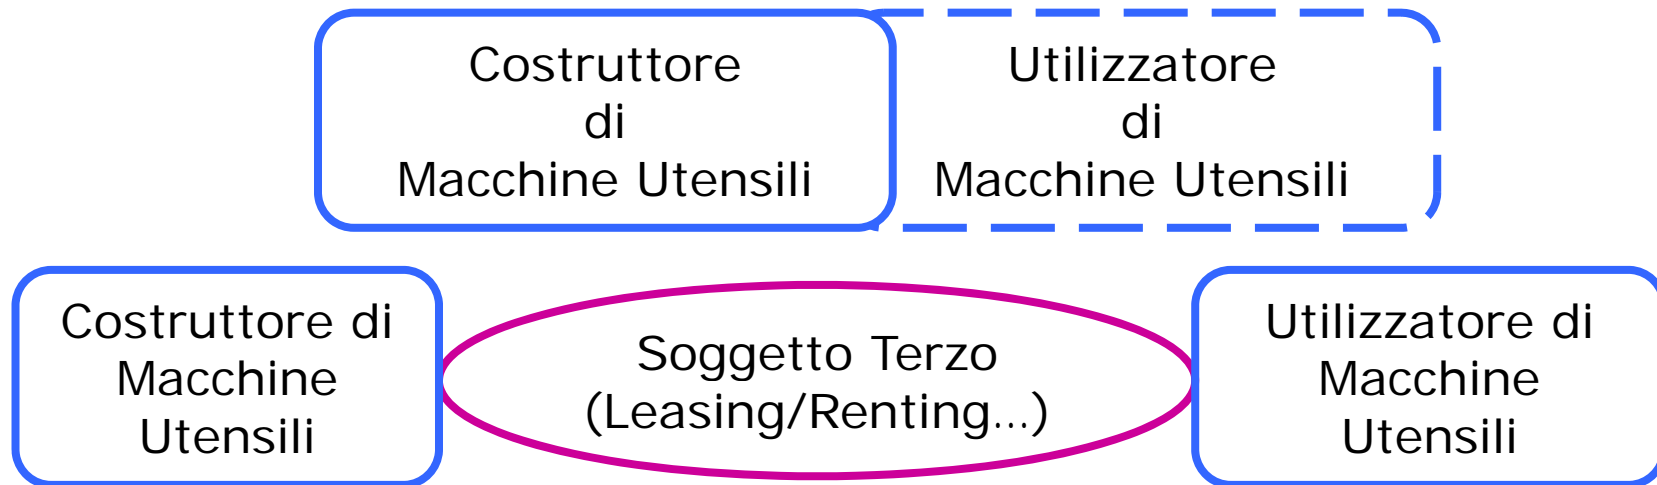 Costruttore
di
Macchine Utensili
Utilizzatore
di
Macchine Utensili
Costruttore di
Macchine
Utensili
Soggetto Terzo
(Leasing/Renting...)
Utilizzatore di
Macchine
Utensili